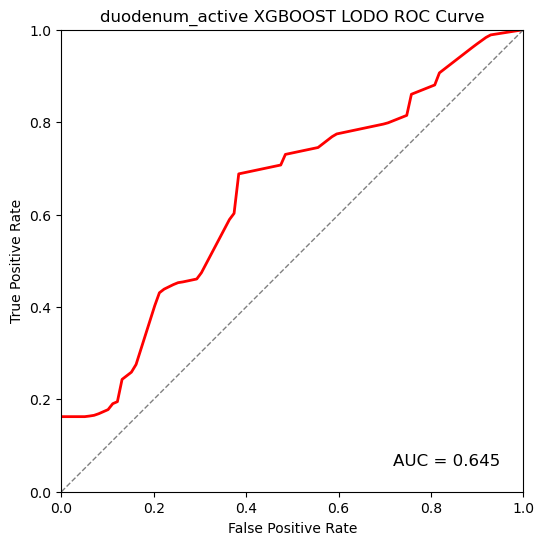 duodenum_active XGBOOST LODO ROC Curve
1.0
0.8
0.6
0.4
0.2
0.0
True Positive Rate
AUC = 0.645
0.0 0.2 0.4 0.6 0.8 1.0
False Positive Rate